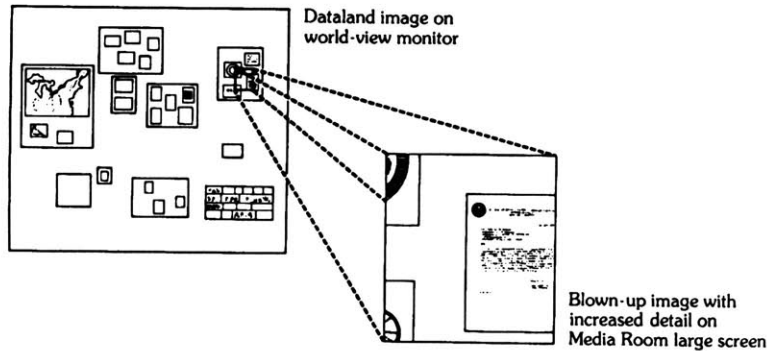 Dataland image on
world-view monitor
Blown-up image with
increased detail on
Media Room large screen